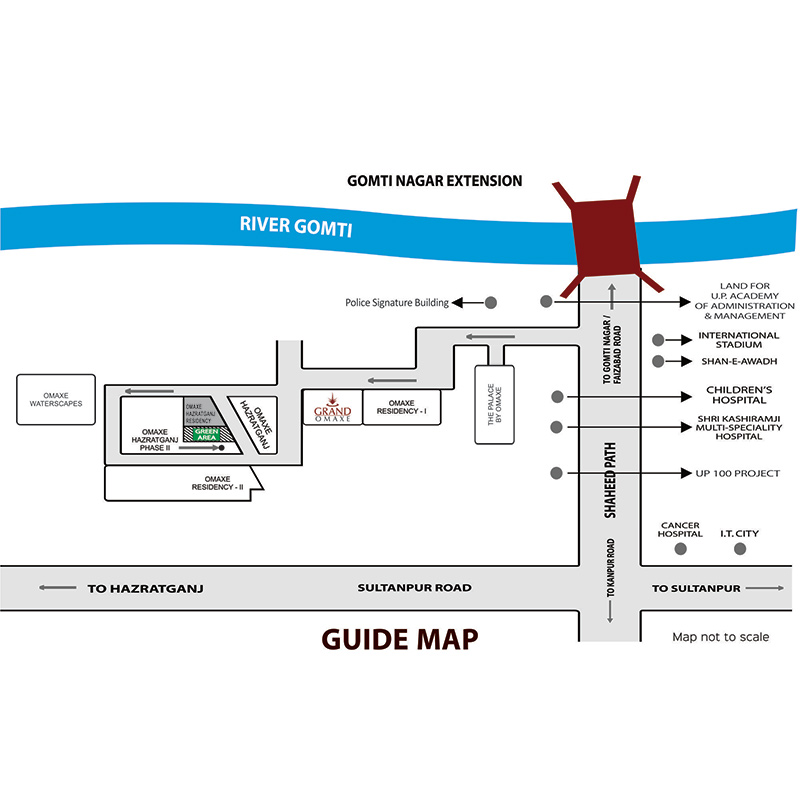 GOMTI NAGAR EXTENSION
RIVER GOMTI
Police Signature Building
LAND FOR
U.P. ACADEMY
OF ADMINISTRATION
& MANAGEMENT
INTERNATIONAL
STADIUM
SHAN-E-AWADH
TO GOMTI NAGAR /
FAIZABAD ROAD
CHILDREN'S
HOSPITAL
SHRI KASHIRAMJI
MULTI-SPECIALITY
HOSPITAL
UP 100 PROJECT
OMAXE
WATERSCAPES
OMAXE
HAZRATGANJ
RESIDENCY
GREEN
AREA
OMAXE
HAZRATGANJ
PHASE II
OMAXE
HAZRATGANJ
GRAND
OMAXE
OMAXE
RESIDENCY - I
THE PALACE
BY OMAXE
OMAXE
RESIDENCY - II
SHAHEED PATH
CANCER
HOSPITAL
I.T. CITY
TO KANPUR ROAD
TO HAZRATGANJ
SULTANPUR ROAD
TO SULTANPUR
GUIDE MAP
Map not to scale